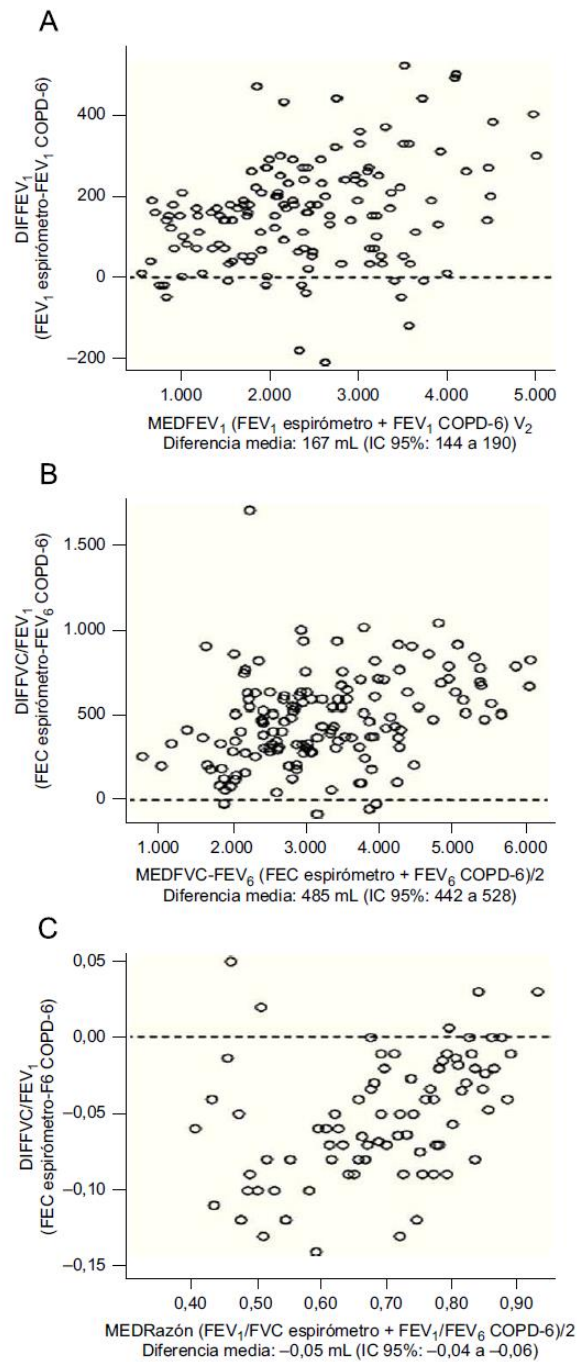 A
DIFFEV1
(FEV1 espirómetro-FEV1 COPD-6)
400
200
0
–200
1.000 2.000 3.000 4.000 5.000
MEDFEV1 (FEV1 espirómetro + FEV1 COPD-6) V2
Diferencia media: 167 mL (IC 95%: 144 a 190)
B
DIFFVC/FEV1
(FEC espirómetro-FEV6 COPD-6)
1.500
1.000
500
0
1.000 2.000 3.000 4.000 5.000 6.000
MEDFVC-FEV6 (FEC espirómetro + FEV6 COPD-6)/2
Diferencia media: 485 mL (IC 95%: 442 a 528)
C
DIFFVC/FEV1
(FEC espirómetro-F6 COPD-6)
0,05
0,00
–0,05
–0,10
–0,15
0,40 0,50 0,60 0,70 0,80 0,90
MEDRazón (FEV1/FVC espirómetro + FEV1/FEV6 COPD-6)/2
Diferencia media: –0,05 mL (IC 95%: –0,04 a –0,06)